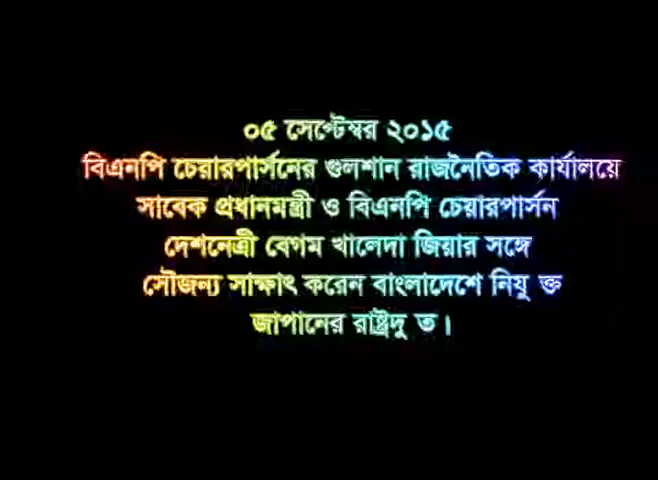 ০৫ সেপ্টেম্বর ২০১৫
বিএনপি চেয়ারপার্সনের গুলশান রাজনৈতিক কার্যালয়ে
সাবেক প্রধানমন্ত্রী ও বিএনপি চেয়ারপার্সন
দেশনেত্রী বেগম খালেদা জিয়ার সঙ্গে
সৌজন্য সাক্ষাৎ করেন বাংলাদেশে নিযু ক্ত
জাপানের রাষ্ট্রদু ত।